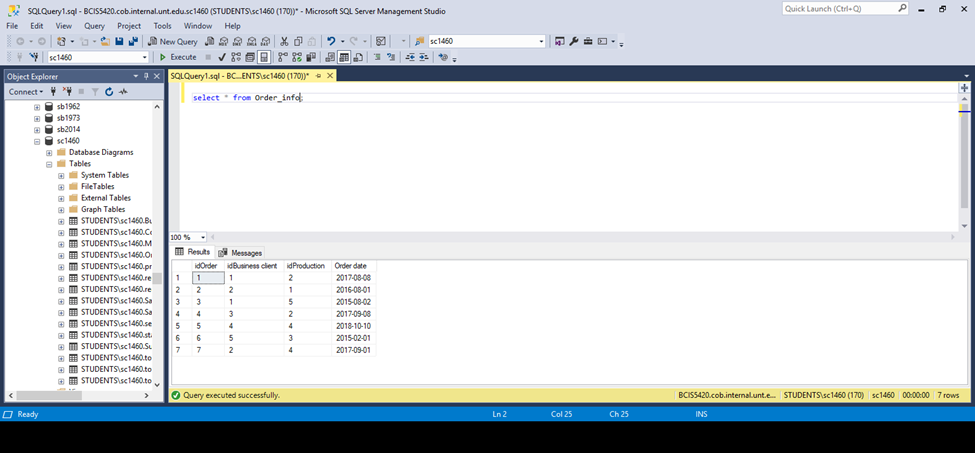 SQLQuery1.sql - BCIS5420.cob.internal.unt.edu.sc1460 (STUDENTS\sc1460 (170))* - Microsoft SQL Server Management Studio
Quick Launch (Ctrl+Q)
File Edit View Query Project Tools Window Help
New Query
sc1460
sc1460
Execute
Object Explorer
SQLQuery1.sql - BC...ENTS\sc1460 (170))*
Connect
select * from Order_info;
sb1962
sb1973
sb2014
sc1460
Database Diagrams
Tables
System Tables
FileTables
External Tables
Graph Tables
STUDENTS\sc1460.Bu
STUDENTS\sc1460.Co
STUDENTS\sc1460.M
STUDENTS\sc1460.Or
STUDENTS\sc1460.pr
STUDENTS\sc1460.re
STUDENTS\sc1460.re
STUDENTS\sc1460.Sa
STUDENTS\sc1460.Sa
STUDENTS\sc1460.se
STUDENTS\sc1460.sta
STUDENTS\sc1460.Su
STUDENTS\sc1460.to
STUDENTS\sc1460.to
STUDENTS\sc1460.to
100 %
Results Messages
idOrder idBusiness client idProduction Order date
1 1 1 2 2017-08-08
2 2 2 1 2016-08-01
3 3 1 5 2015-08-02
4 4 3 2 2017-09-08
5 5 4 4 2018-10-10
6 6 5 3 2015-02-01
7 7 2 4 2017-09-01
Query executed successfully. BCIS5420.cob.internal.unt.e... STUDENTS\sc1460 (170) sc1460 00:00:00 7 rows
Ready Ln 2 Col 25 Ch 25 INS